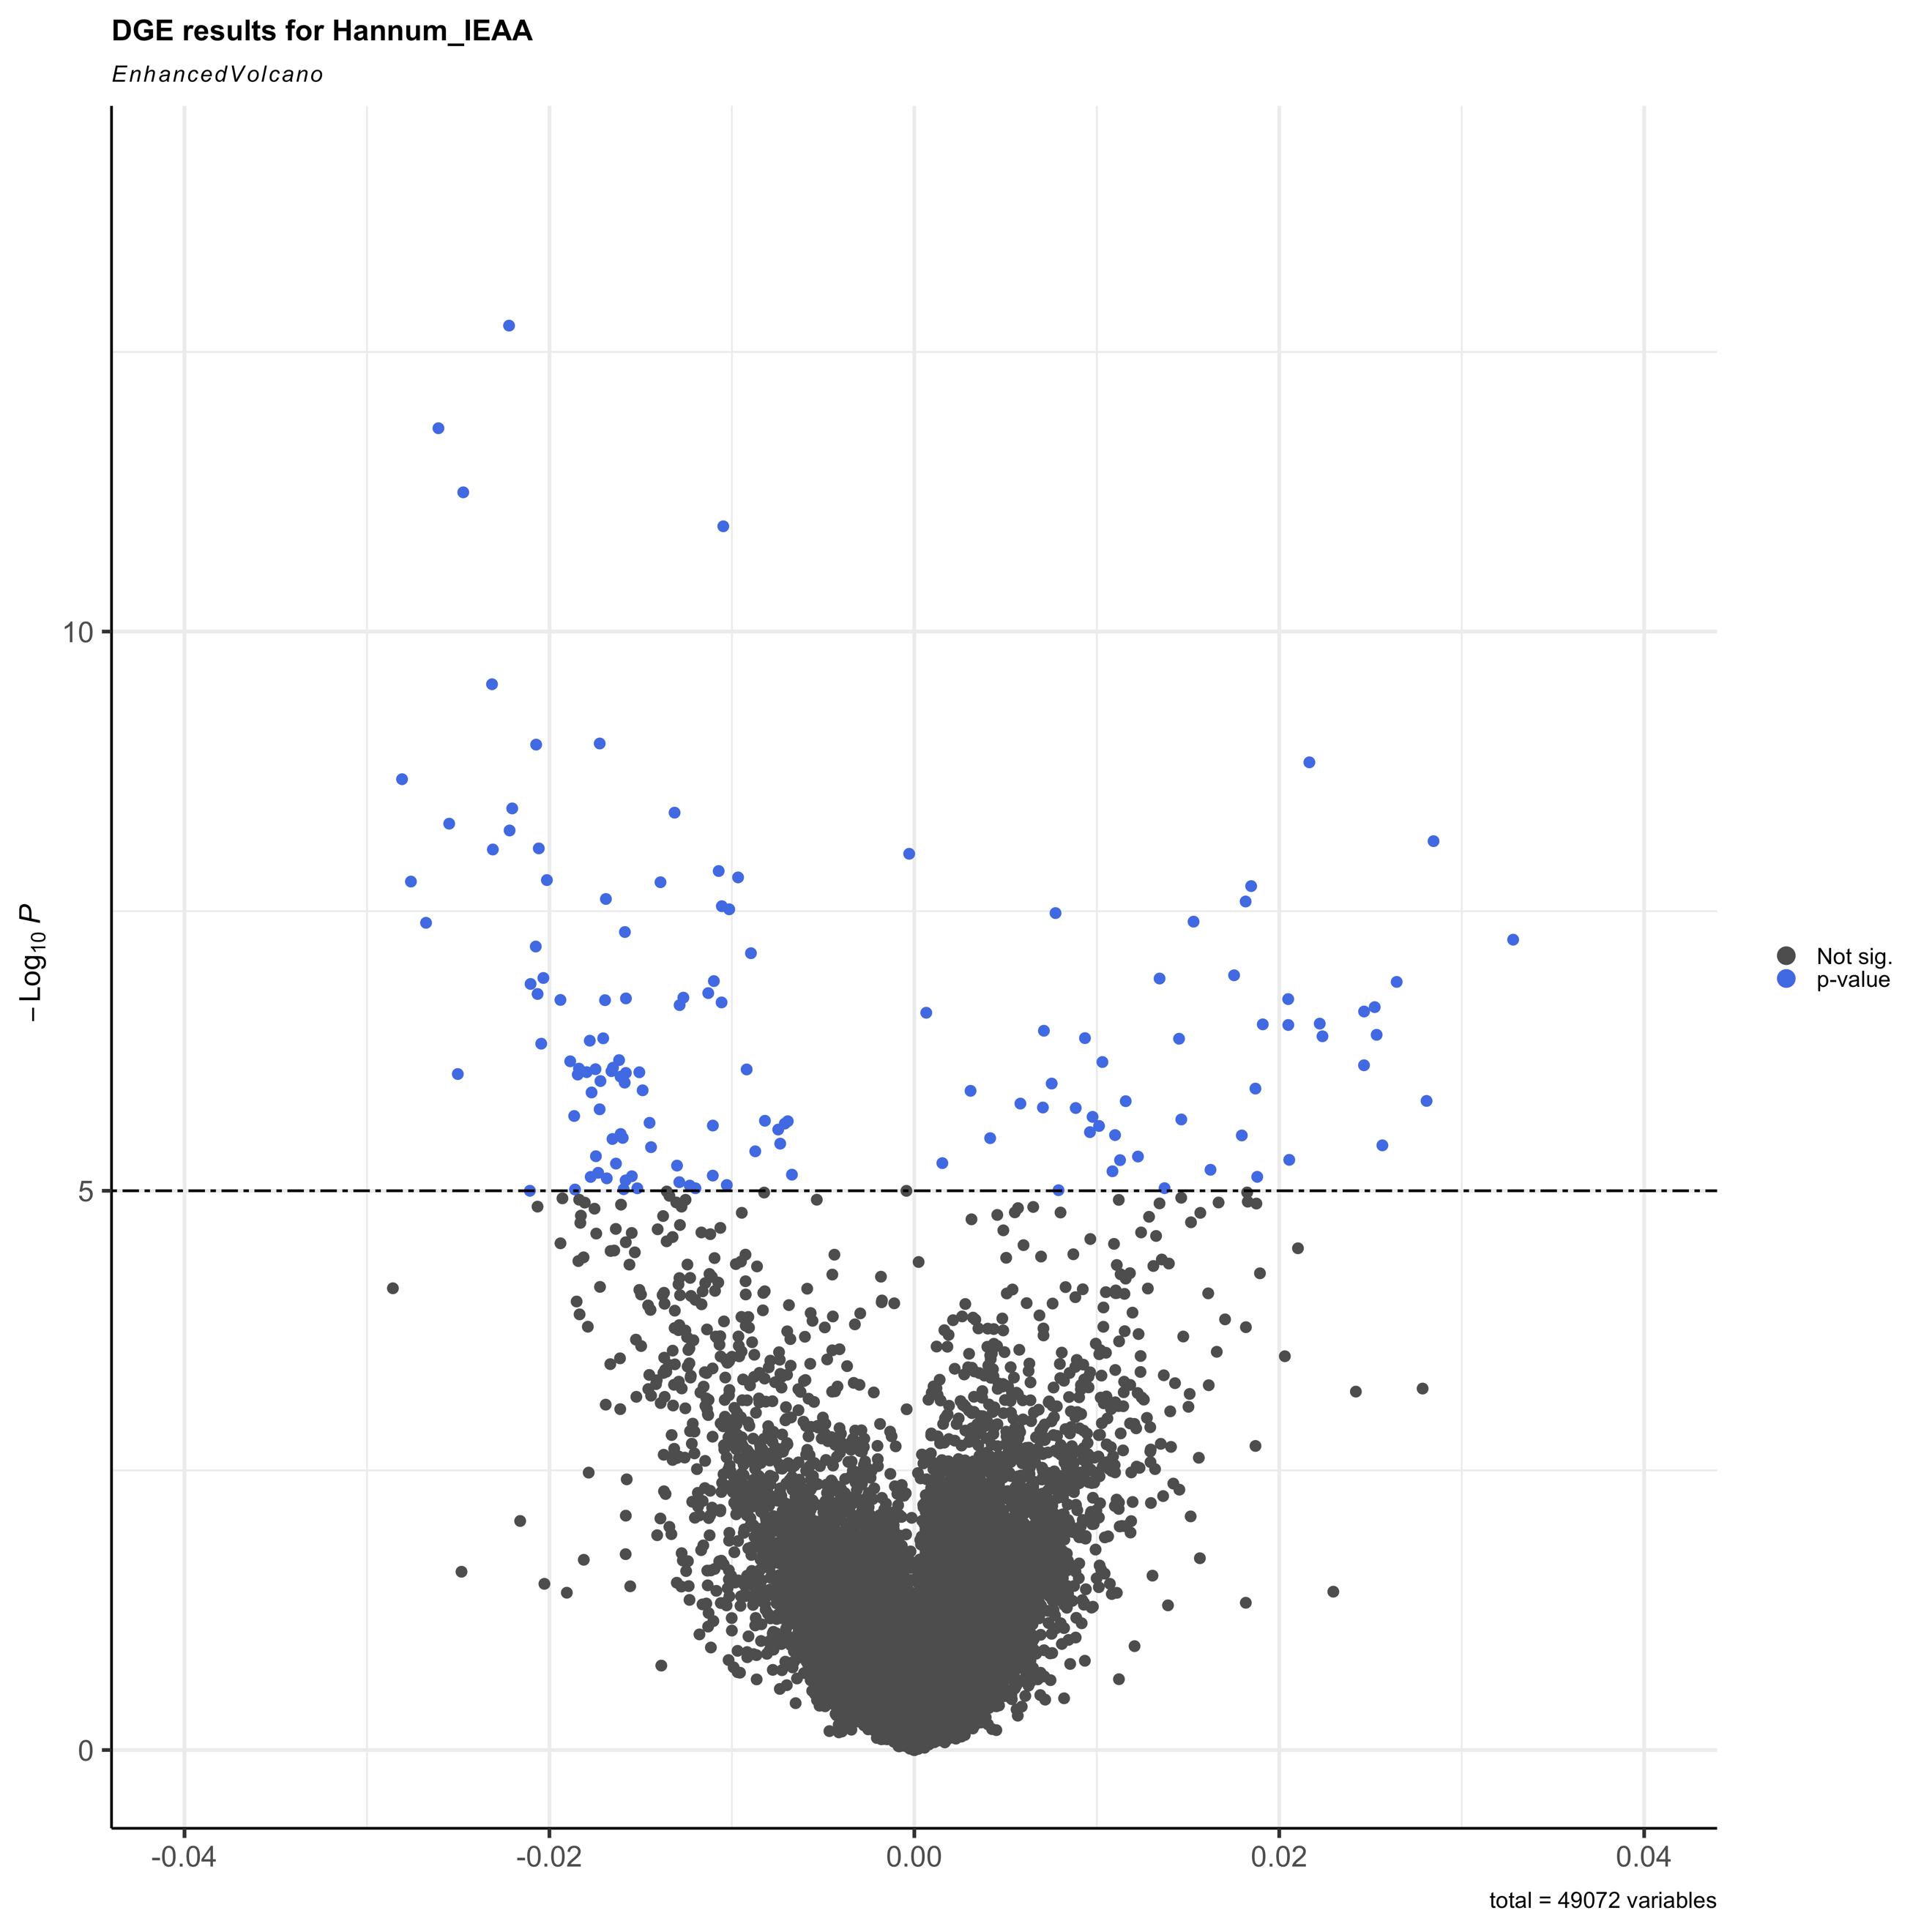 DGE results for Hannum_IEAA
EnhancedVolcano
10
5
0
−Log10 P
-0.04
-0.02
0.00
0.02
0.04
Not sig.
p-value
total = 49072 variables